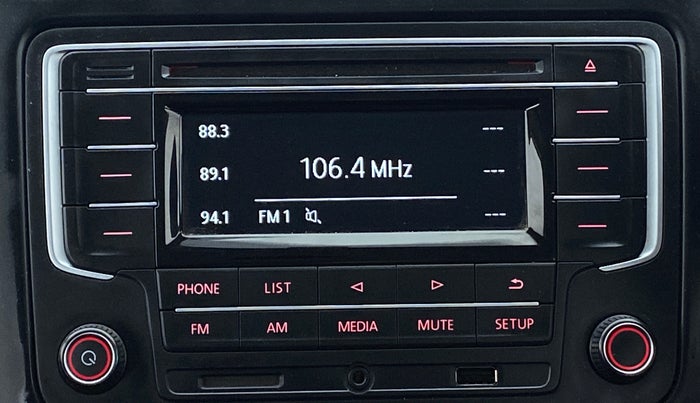 88.3 ---
89.1 106.4 MHz ---
94.1 FM 1 ---
PHONE LIST
FM AM MEDIA MUTE SETUP